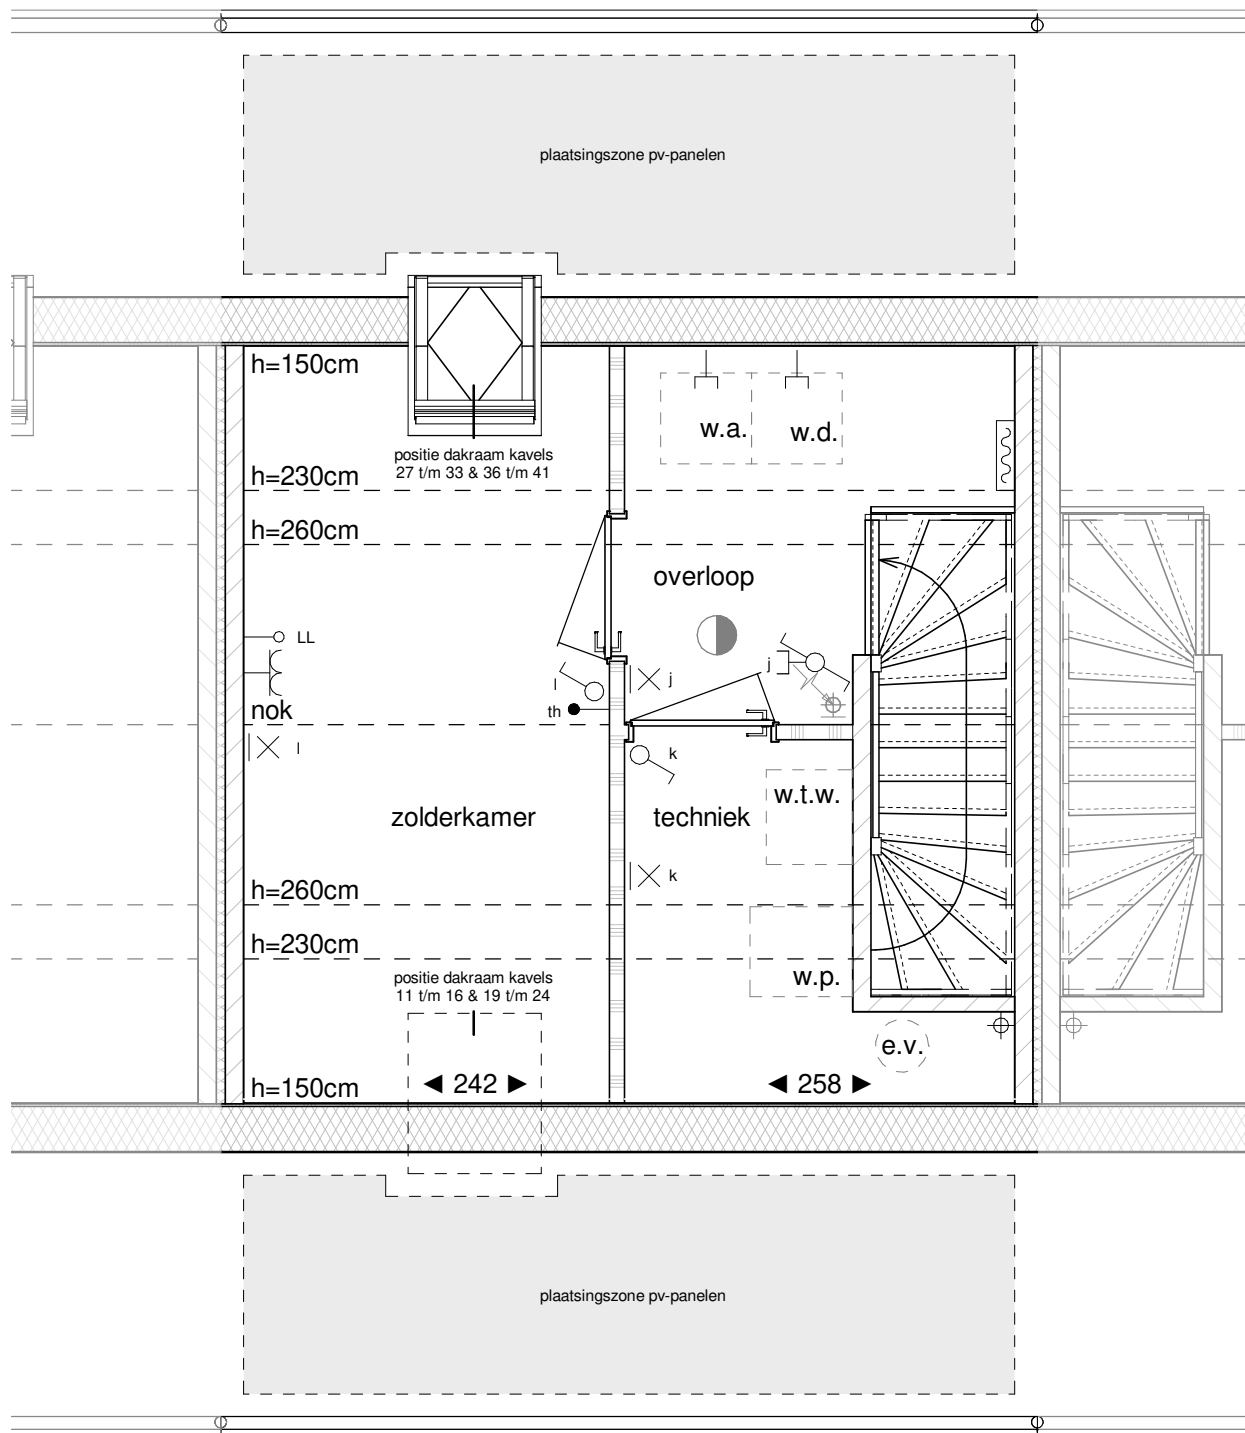 plaatsingszone pv-panelen
h=150cm
w.a.
w.d.
positie dakraam kavels
27 t/m 33 & 36 t/m 41
h=230cm
h=260cm
overloop
LL
j
j
l
nok
th
l
k
w.t.w.
zolderkamer
techniek
k
h=260cm
h=230cm
positie dakraam kavels
11 t/m 16 & 19 t/m 24
w.p.
e.v.
h=150cm
242
258
plaatsingszone pv-panelen